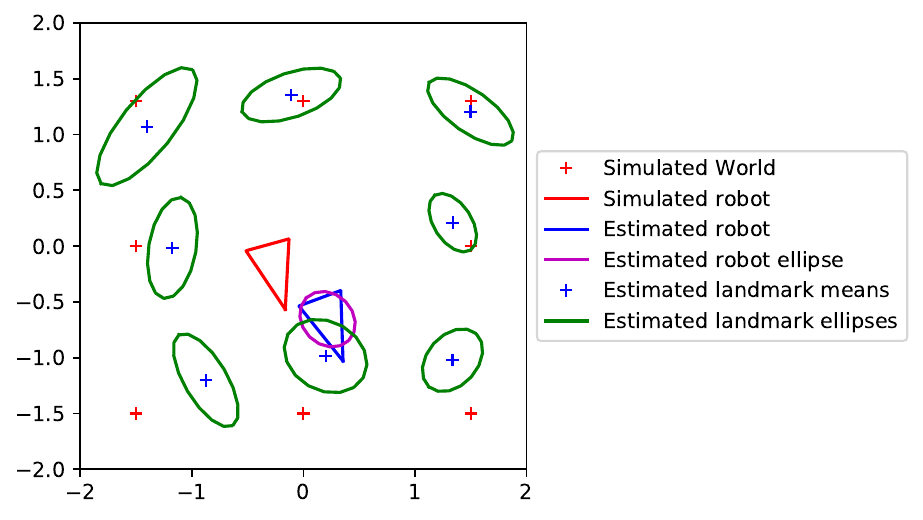 2.0
1.5
1.0
0.5
0.0
−0.5
−1.0
−1.5
−2.0
−2
−1
0
1
2
Simulated World
Simulated robot
Estimated robot
Estimated robot ellipse
Estimated landmark means
Estimated landmark ellipses